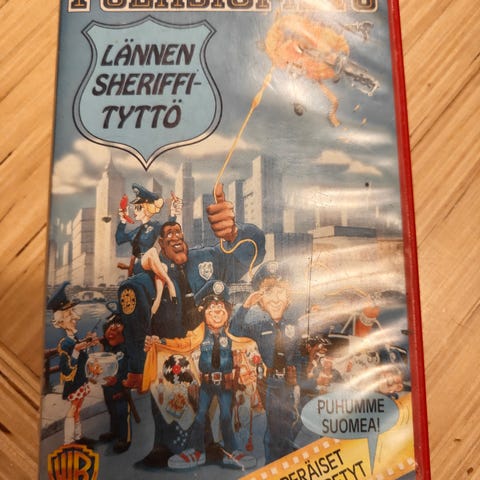 LÄNNEN
SHERIFFI-
TYTTÖ
PUHUMME
SUOMEA!
WB